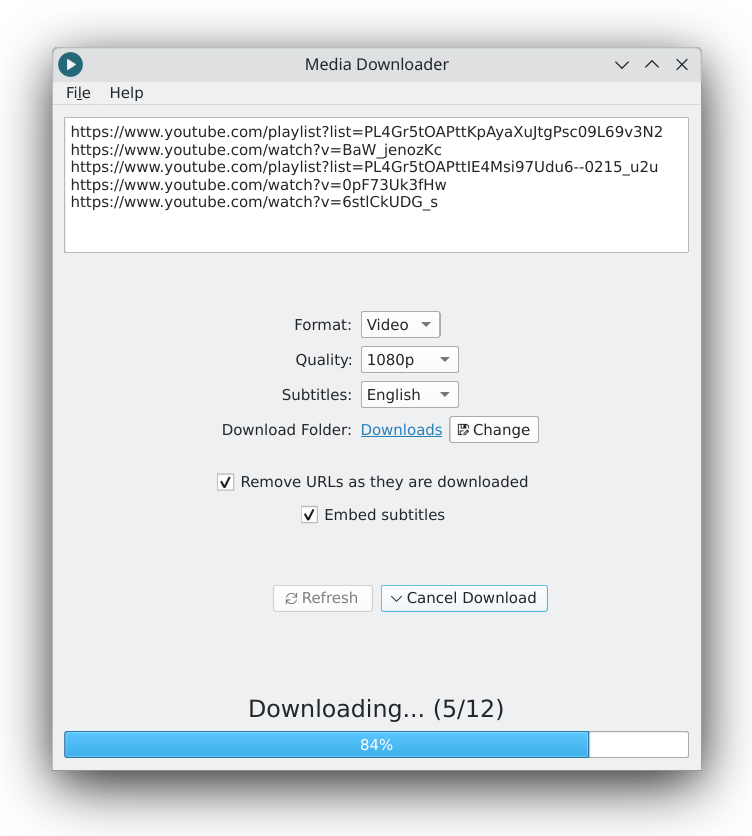 Media Downloader
File Help
https://www.youtube.com/playlist?list=PL4Gr5tOAPttKpAyaXuJtgPsc09L69v3N2
https://www.youtube.com/watch?v=BaW_jenozKc
https://www.youtube.com/playlist?list=PL4Gr5tOAPttIE4Msi97Udu6--0215_u2u
https://www.youtube.com/watch?v=0pF73Uk3fHw
https://www.youtube.com/watch?v=6stlCkUDG_s
Format: Video
Quality: 1080p
Subtitles: English
Download Folder: Downloads Change
Remove URLs as they are downloaded
Embed subtitles
Refresh Cancel Download
Downloading... (5/12)
84%